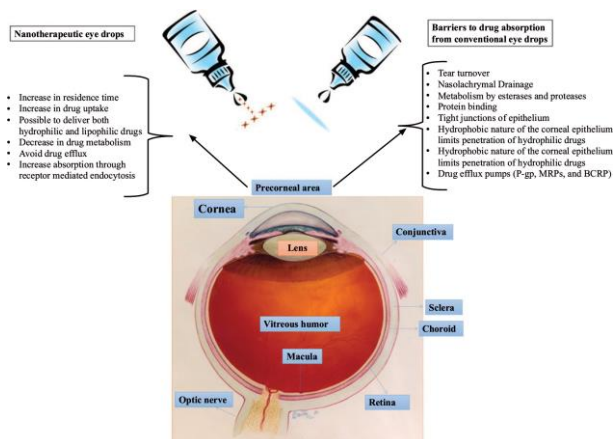 Nanotherapeutic eye drops
Increase in residence time
Increase in drug uptake
Possible to deliver both
hydrophilic and lipophilic drugs
Decrease in drug metabolism
Avoid drug efflux
Increase absorption through
receptor mediated endocytosis
Barriers to drug absorption
from conventional eye drops
Tear turnover
Nasolachrymal Drainage
Metabolism by esterases and proteases
Protein binding
Tight junctions of epithelium
Hydrophobic nature of the corneal epithelium
limits penetration of hydrophilic drugs
Hydrophobic nature of the corneal epithelium
limits penetration of hydrophilic drugs
Drug efflux pumps (P-gp, MRPs, and BCRP)
Precorneal area
Cornea
Lens
Conjunctiva
Sclera
Choroid
Vitreous humor
Macula
Optic nerve
Retina